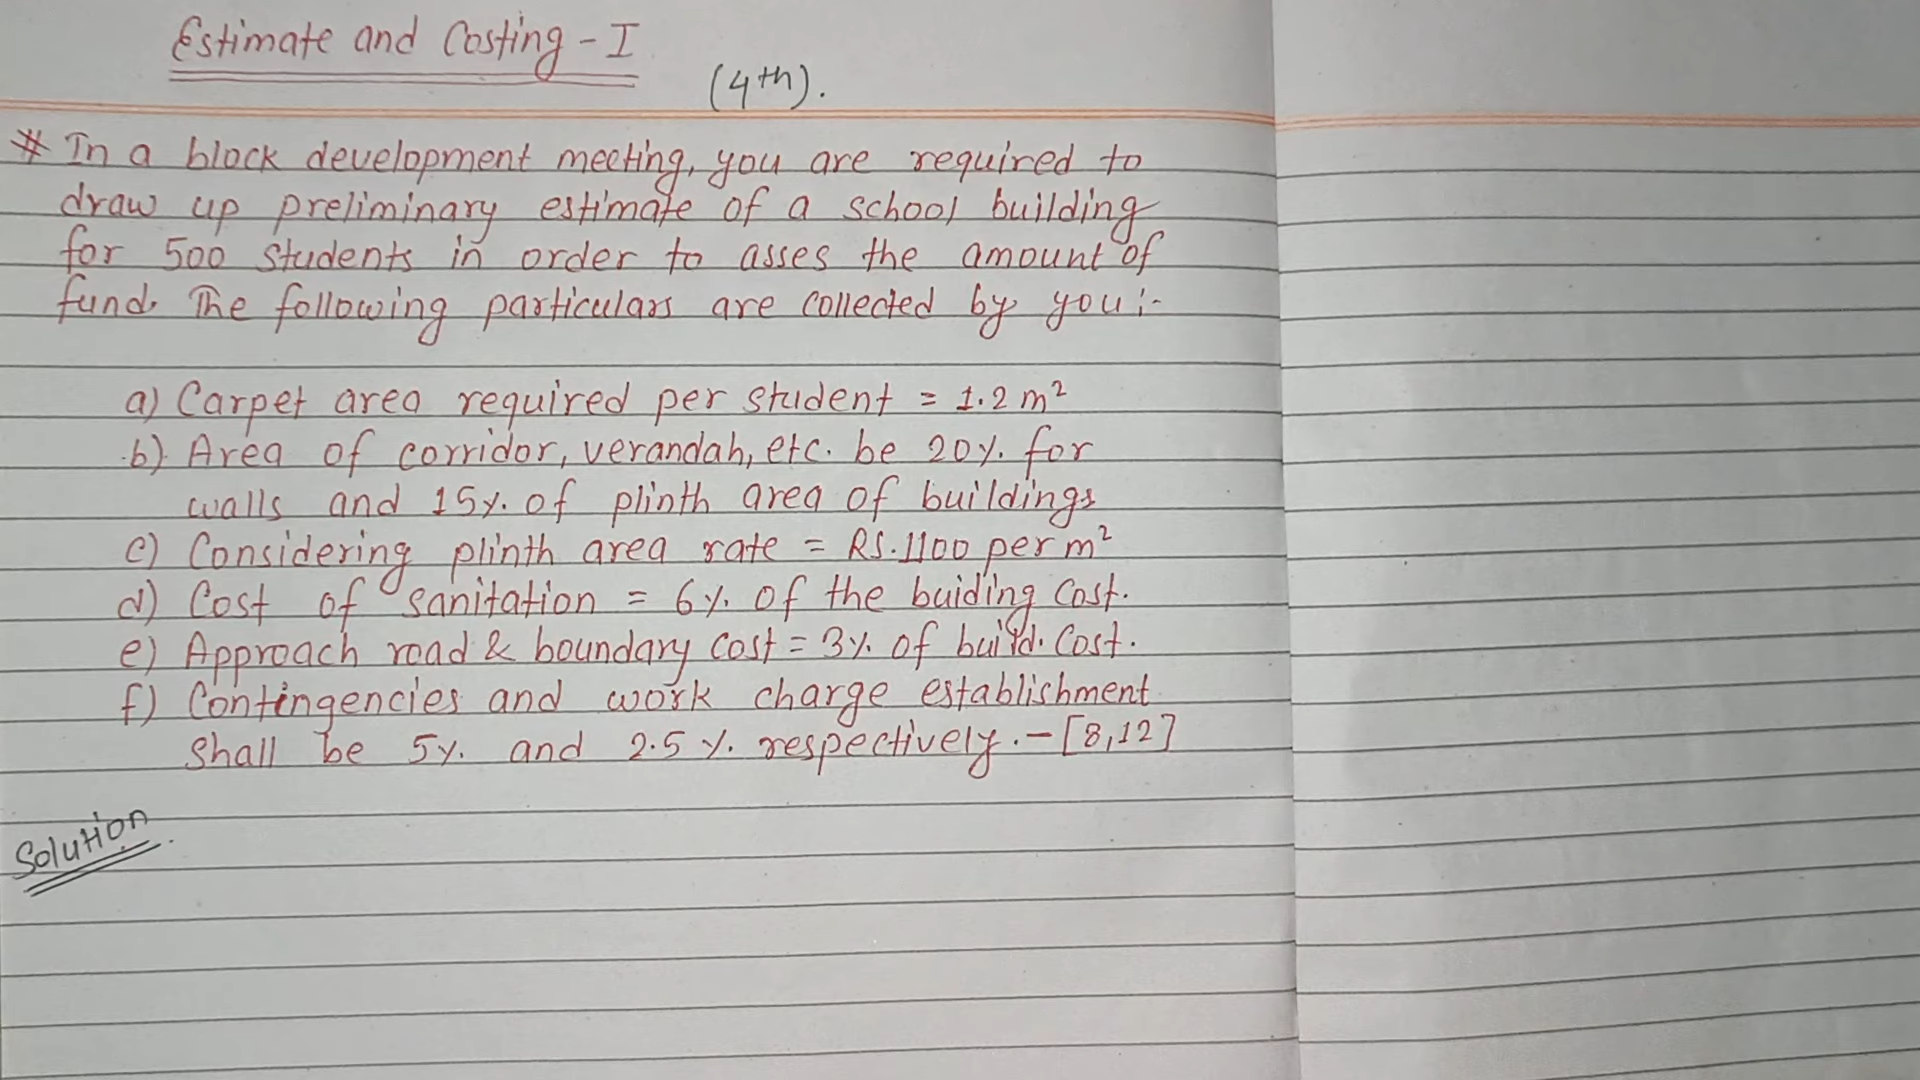 Estimate and Costing - I
(4th).
# In a block development meeting, you are required to
draw up preliminary estimate of a school building
for 500 students in order to asses the amount of
fund. The following particulars are collected by you :-
a) Carpet area required per student = 1.2 m²
b) Area of corridor, verandah, etc. be 20%. for
walls and 15%. of plinth area of buildings
c) Considering plinth area rate = RS. 1100 per m²
d) Cost of sanitation = 6%. of the buiding cost.
e) Approach road & boundary cost = 3%. of build. Cost.
f) Contingencies and work charge establishment
shall be 5%. and 2.5 %. respectively. - [8,12]
Solution.